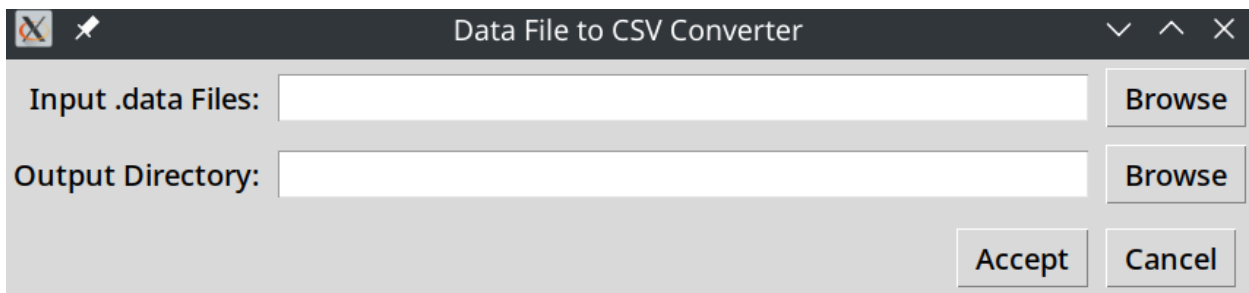 Data File to CSV Converter
Input .data Files: Browse
Output Directory: Browse
Accept Cancel